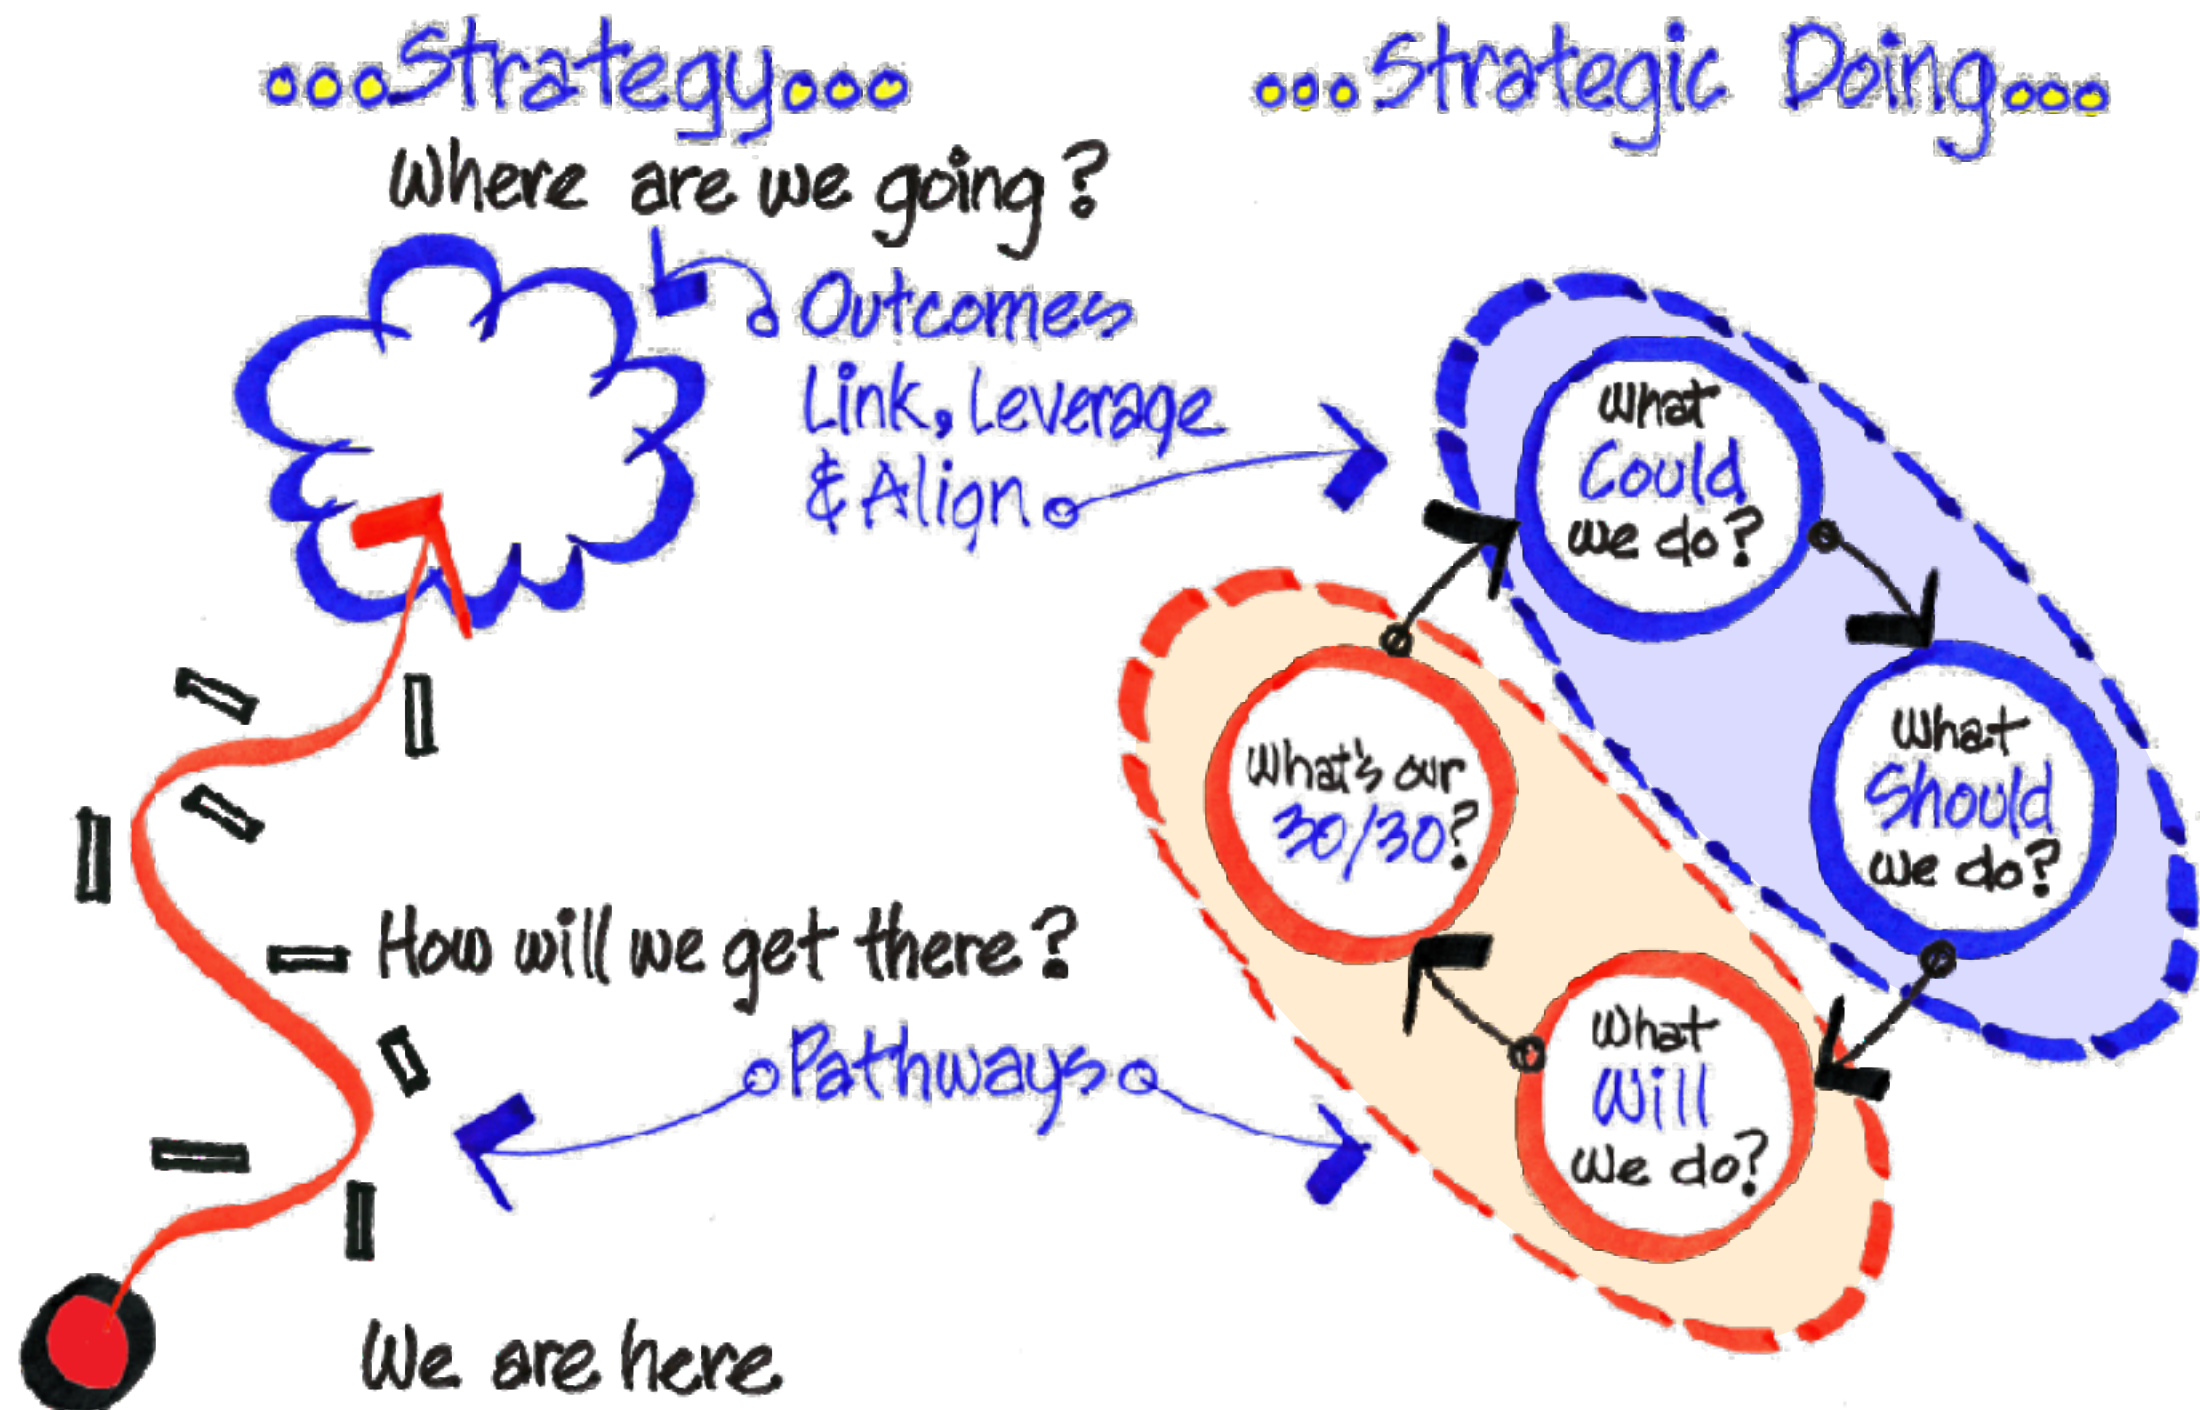 ...Strategy...
Where are we going?
Outcomes
Link, Leverage
& Align
How will we get there?
Pathways
We are here
...Strategic Doing...
What
Could
we do?
What
Should
we do?
What
Will
We do?
What's our
30/30?